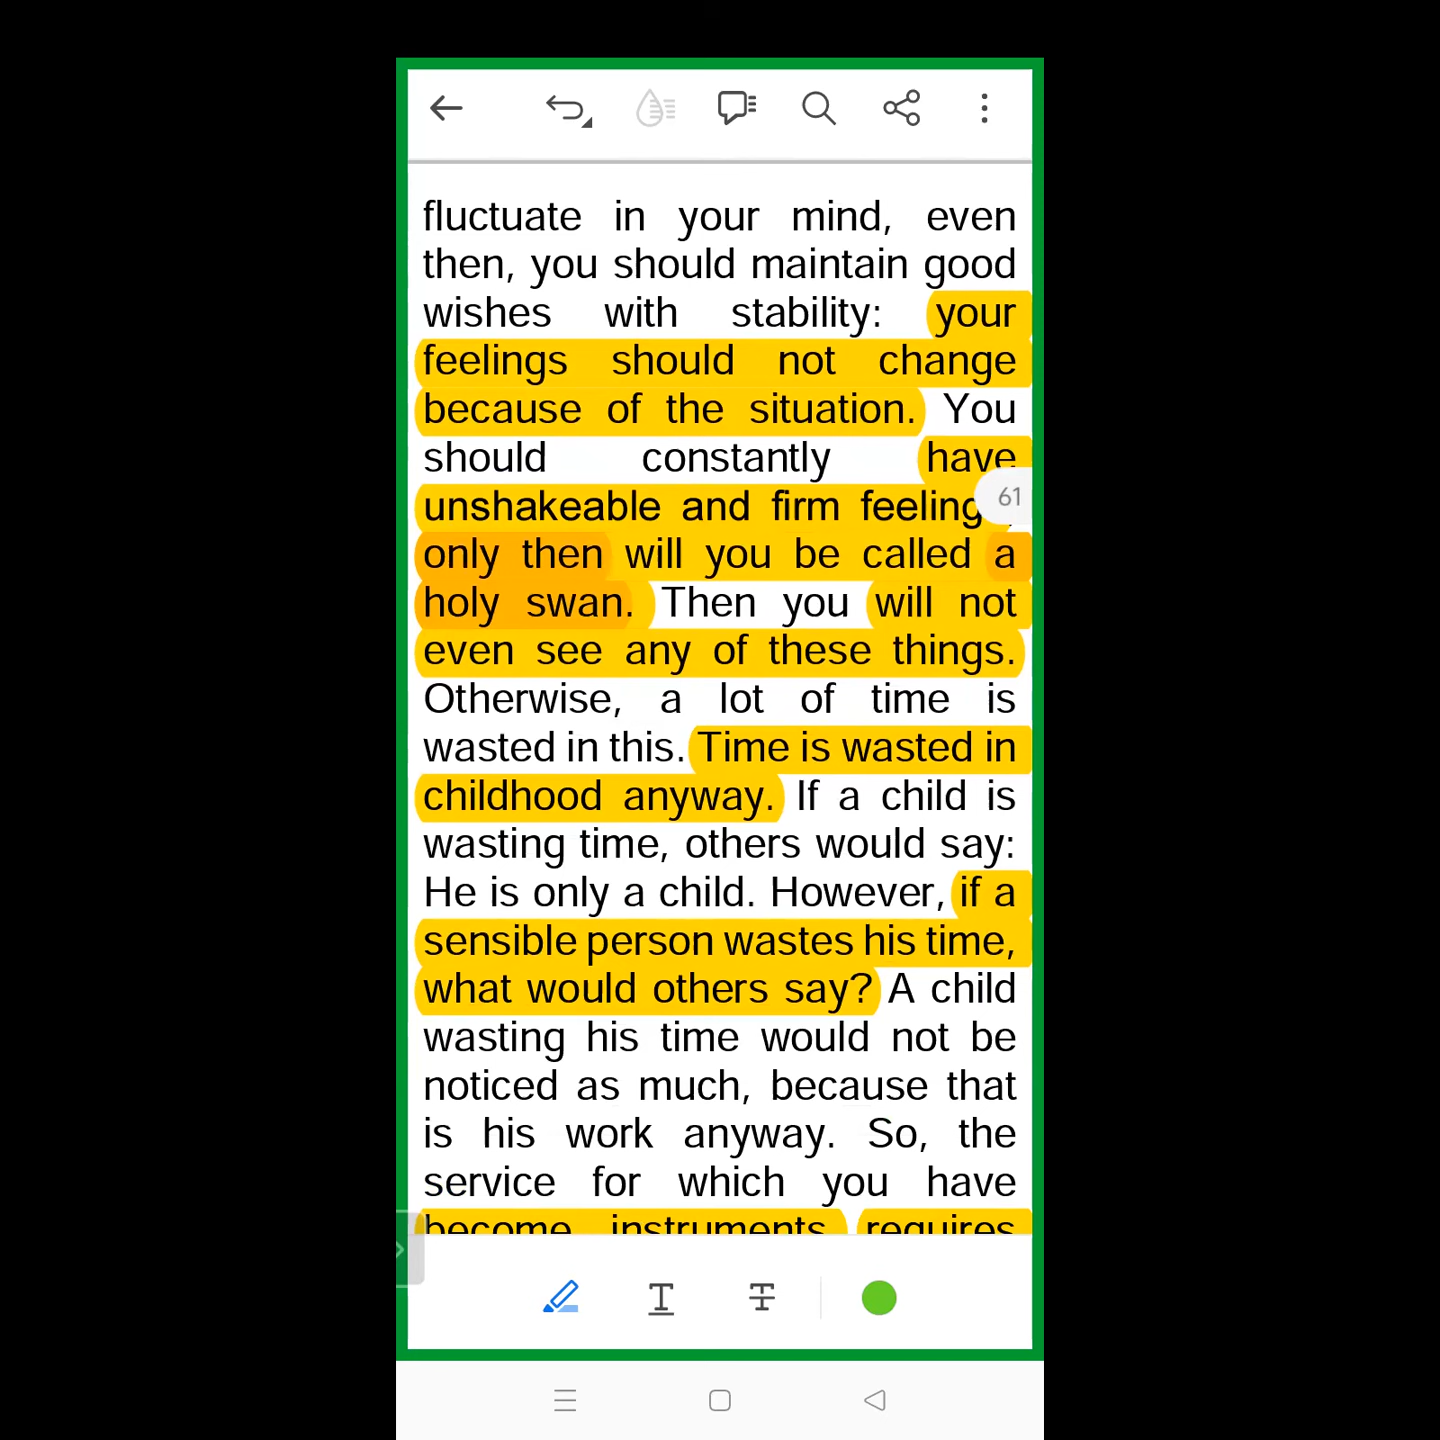 fluctuate in your mind, even
then, you should maintain good
wishes with stability: your
feelings should not change
because of the situation. You
should constantly have
unshakeable and firm feeling
61
only then will you be called a
holy swan. Then you will not
even see any of these things.
Otherwise, a lot of time is
wasted in this. Time is wasted in
childhood anyway. If a child is
wasting time, others would say:
He is only a child. However, if a
sensible person wastes his time,
what would others say? A child
wasting his time would not be
noticed as much, because that
is his work anyway. So, the
service for which you have
become instruments requires